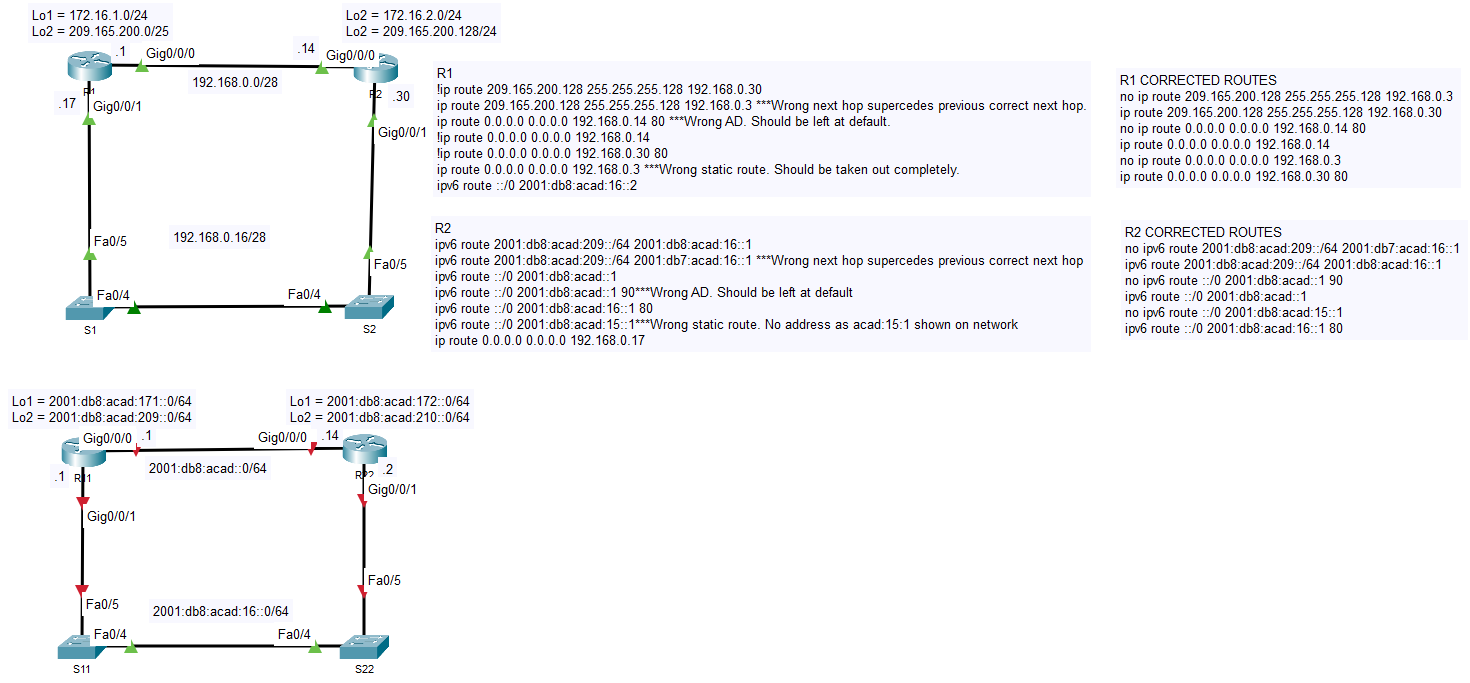 Lo1 = 172.16.1.0/24
Lo2 = 209.165.200.0/25
Lo2 = 172.16.2.0/24
Lo2 = 209.165.200.128/24
.1
Gig0/0/0
.14
Gig0/0/0
192.168.0.0/28
R1
R2
.17
Gig0/0/1
.30
Gig0/0/1
Fa0/5
192.168.0.16/28
Fa0/5
Fa0/4
Fa0/4
S1
S2
R1
!ip route 209.165.200.128 255.255.255.128 192.168.0.30
ip route 209.165.200.128 255.255.255.128 192.168.0.3 ***Wrong next hop supercedes previous correct next hop.
ip route 0.0.0.0 0.0.0.0 192.168.0.14 80 ***Wrong AD. Should be left at default.
!ip route 0.0.0.0 0.0.0.0 192.168.0.14
!ip route 0.0.0.0 0.0.0.0 192.168.0.30 80
ip route 0.0.0.0 0.0.0.0 192.168.0.3 ***Wrong static route. Should be taken out completely.
ipv6 route ::/0 2001:db8:acad:16::2
R2
ipv6 route 2001:db8:acad:209::/64 2001:db8:acad:16::1
ipv6 route 2001:db8:acad:209::/64 2001:db7:acad:16::1 ***Wrong next hop supercedes previous correct next hop
ipv6 route ::/0 2001:db8:acad::1
ipv6 route ::/0 2001:db8:acad::1 90***Wrong AD. Should be left at default
ipv6 route ::/0 2001:db8:acad:16::1 80
ipv6 route ::/0 2001:db8:acad:15::1***Wrong static route. No address as acad:15:1 shown on network
ip route 0.0.0.0 0.0.0.0 192.168.0.17
R1 CORRECTED ROUTES
no ip route 209.165.200.128 255.255.255.128 192.168.0.3
ip route 209.165.200.128 255.255.255.128 192.168.0.30
no ip route 0.0.0.0 0.0.0.0 192.168.0.14 80
ip route 0.0.0.0 0.0.0.0 192.168.0.14
no ip route 0.0.0.0 0.0.0.0 192.168.0.3
ip route 0.0.0.0 0.0.0.0 192.168.0.30 80
R2 CORRECTED ROUTES
no ipv6 route 2001:db8:acad:209::/64 2001:db7:acad:16::1
ipv6 route 2001:db8:acad:209::/64 2001:db8:acad:16::1
no ipv6 route ::/0 2001:db8:acad::1 90
ipv6 route ::/0 2001:db8:acad::1
no ipv6 route ::/0 2001:db8:acad:15::1
ipv6 route ::/0 2001:db8:acad:16::1 80
Lo1 = 2001:db8:acad:171::0/64
Lo2 = 2001:db8:acad:209::0/64
Lo1 = 2001:db8:acad:172::0/64
Lo2 = 2001:db8:acad:210::0/64
Gig0/0/0
.1
Gig0/0/0
.14
2001:db8:acad::0/64
.1
R11
R22
.2
Gig0/0/1
Gig0/0/1
Fa0/5
Fa0/5
2001:db8:acad:16::0/64
Fa0/4
Fa0/4
S11
S22